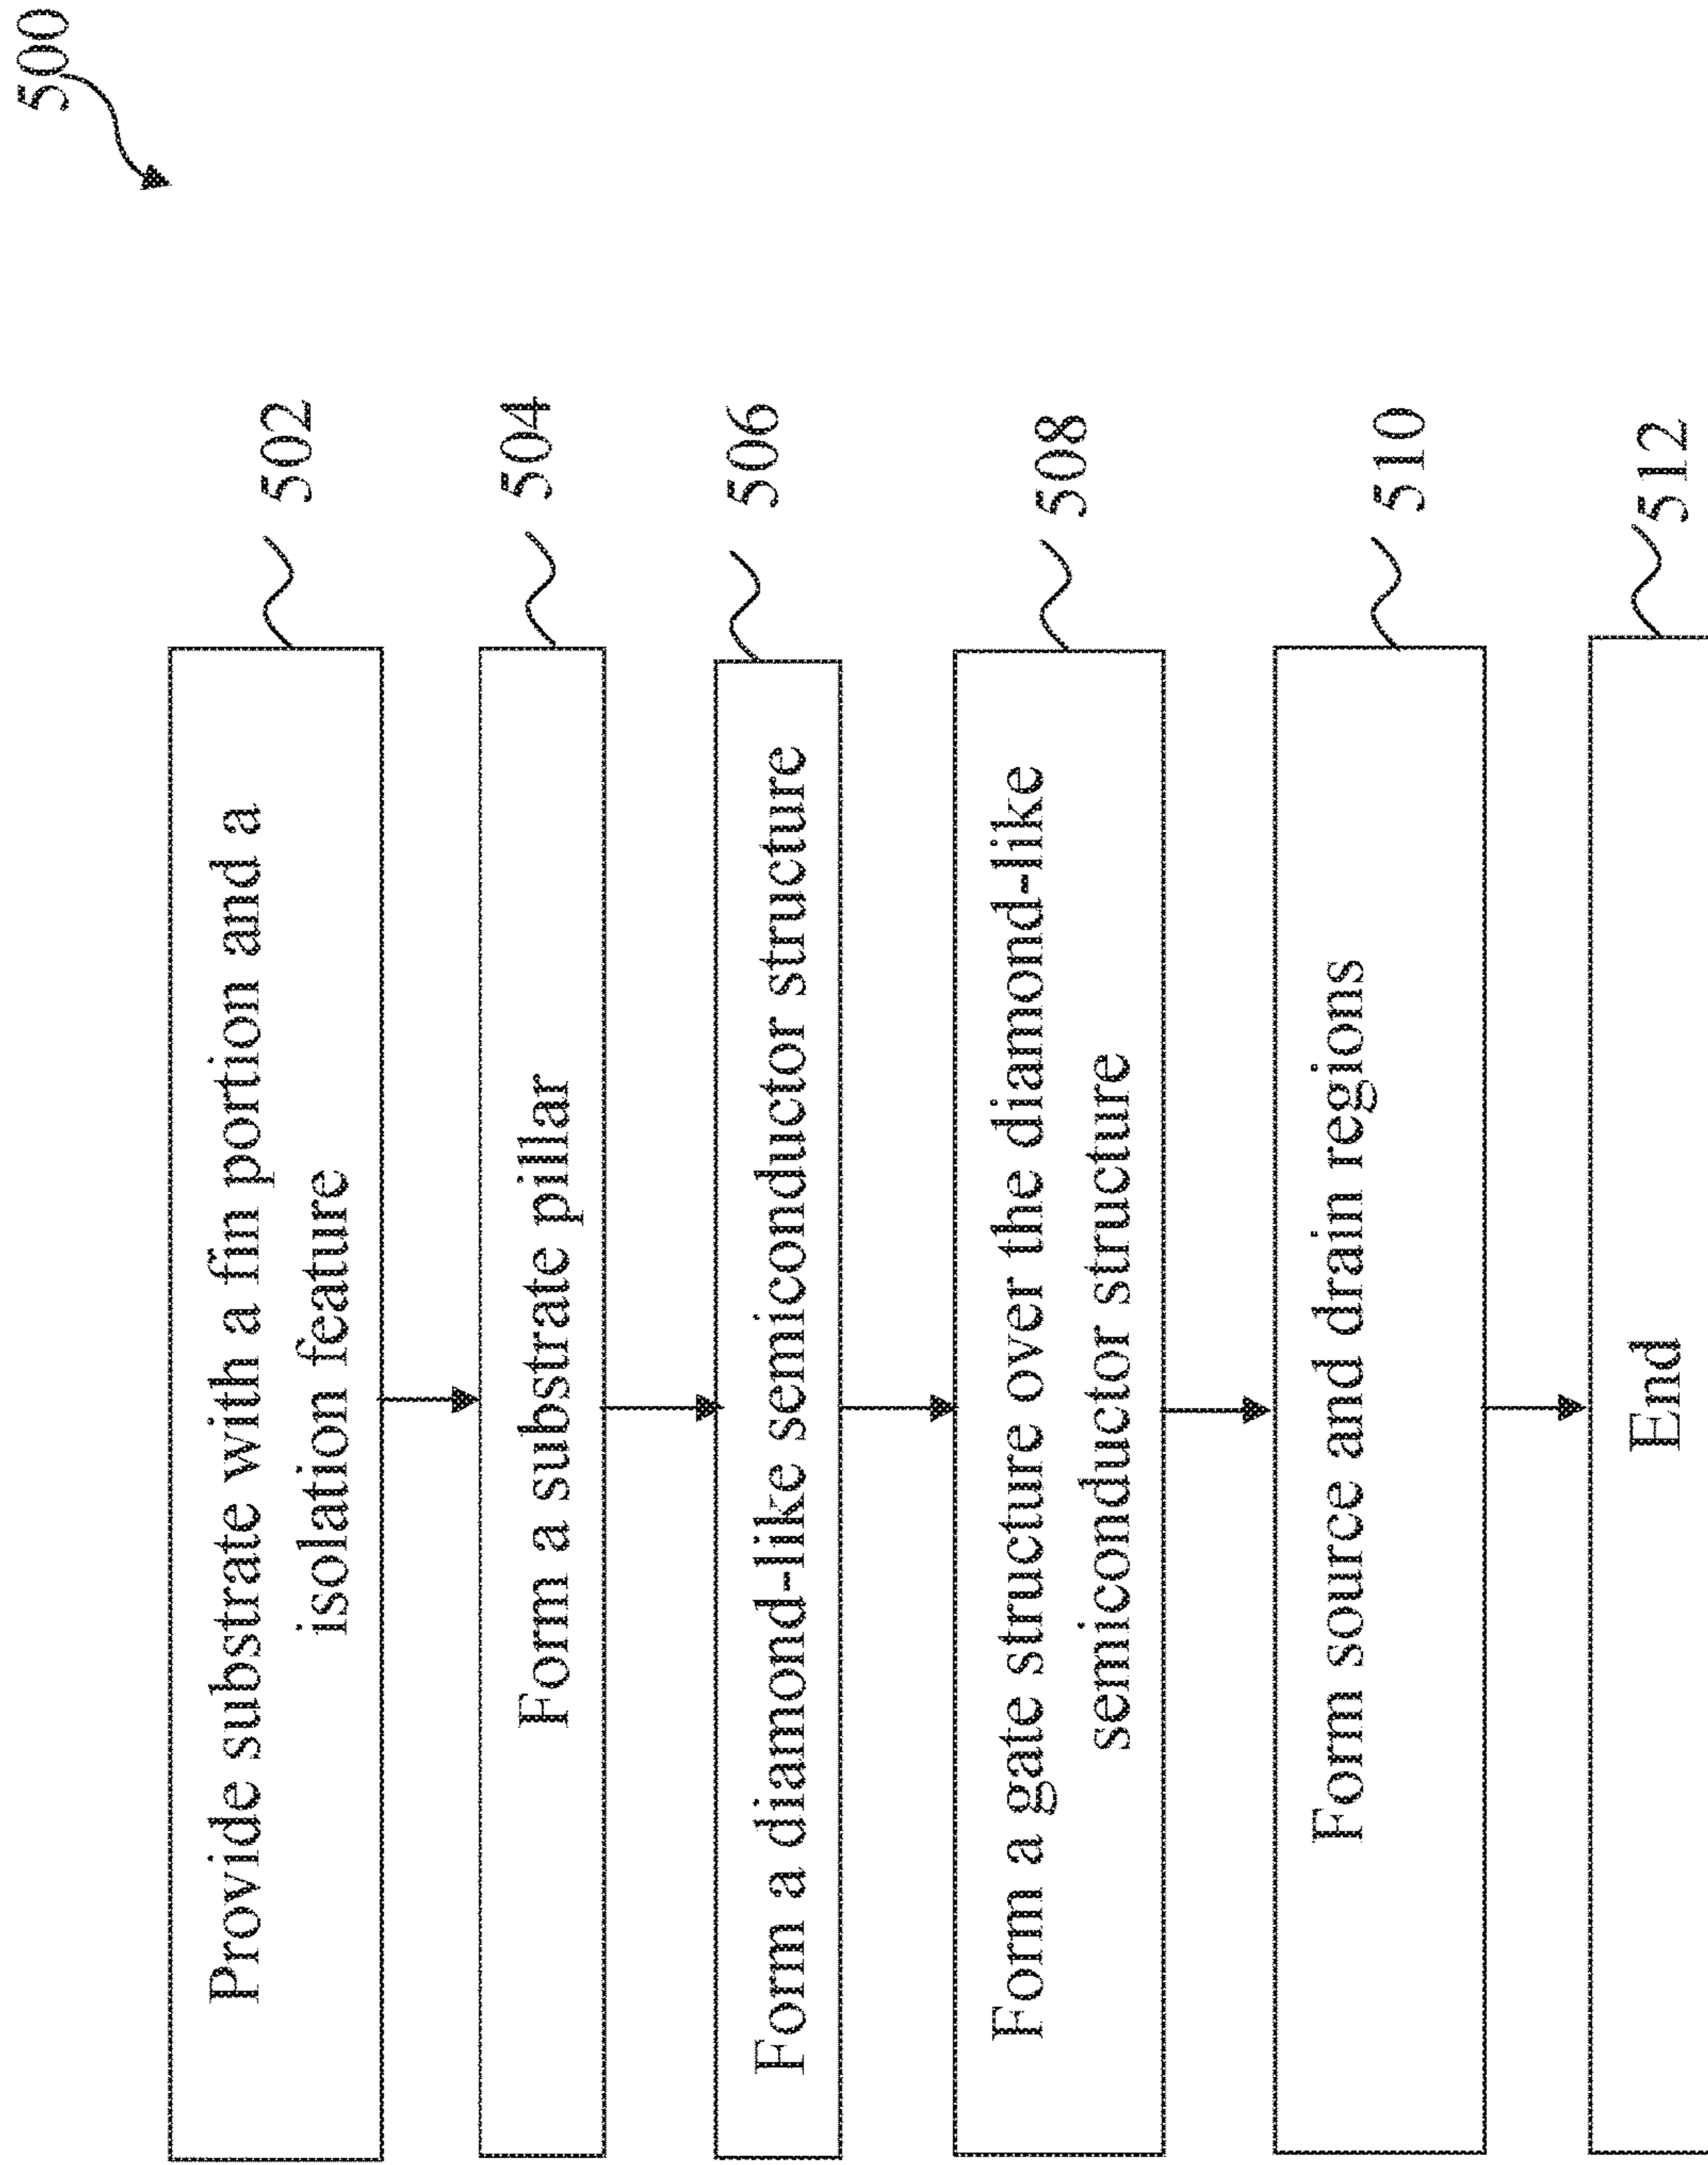 500
Provide substrate with a fin portion and a
isolation feature
502
Form a substrate pillar
504
Form a diamond-like semiconductor structure
506
Form a gate structure over the diamond-like
semiconductor structure
508
Form source and drain regions
510
End
512